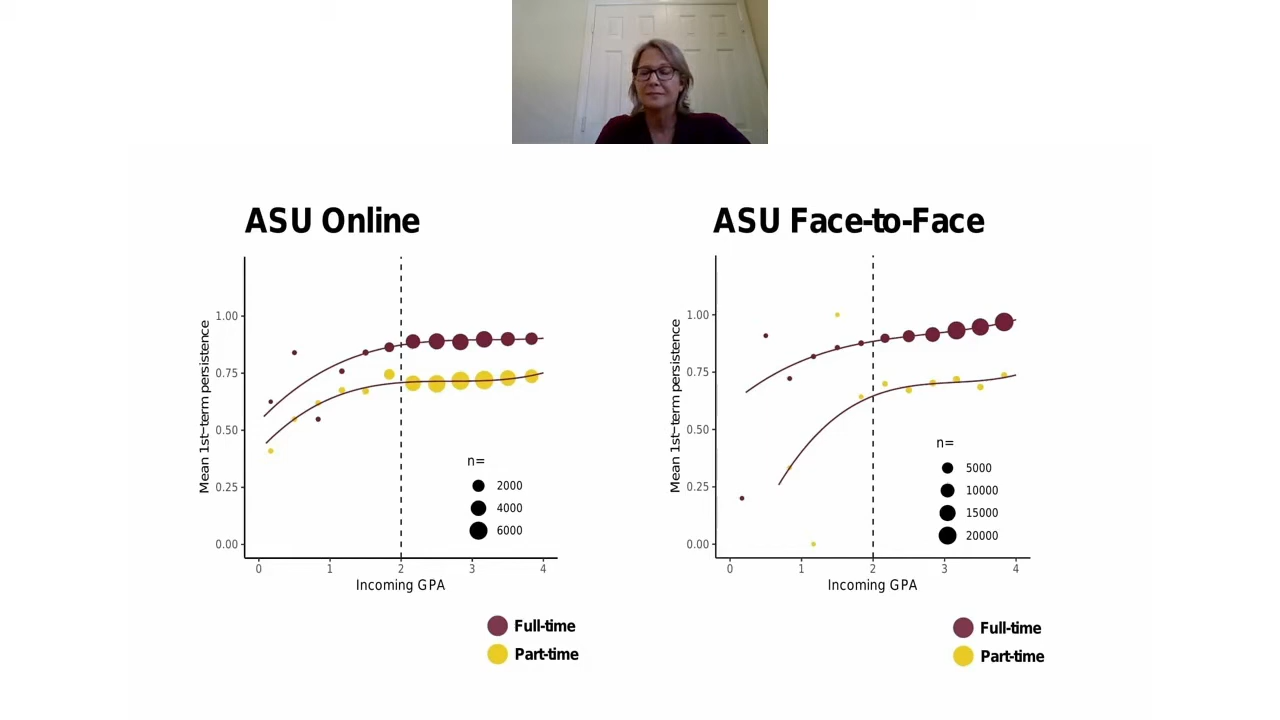 ASU Online
Mean 1st-term persistence
1.00
0.75
0.50
0.25
0.00
0 1 2 3 4
Incoming GPA
n=
2000
4000
6000
Full-time
Part-time
ASU Face-to-Face
Mean 1st-term persistence
1.00
0.75
0.50
0.25
0.00
0 1 2 3 4
Incoming GPA
n=
5000
10000
15000
20000
Full-time
Part-time